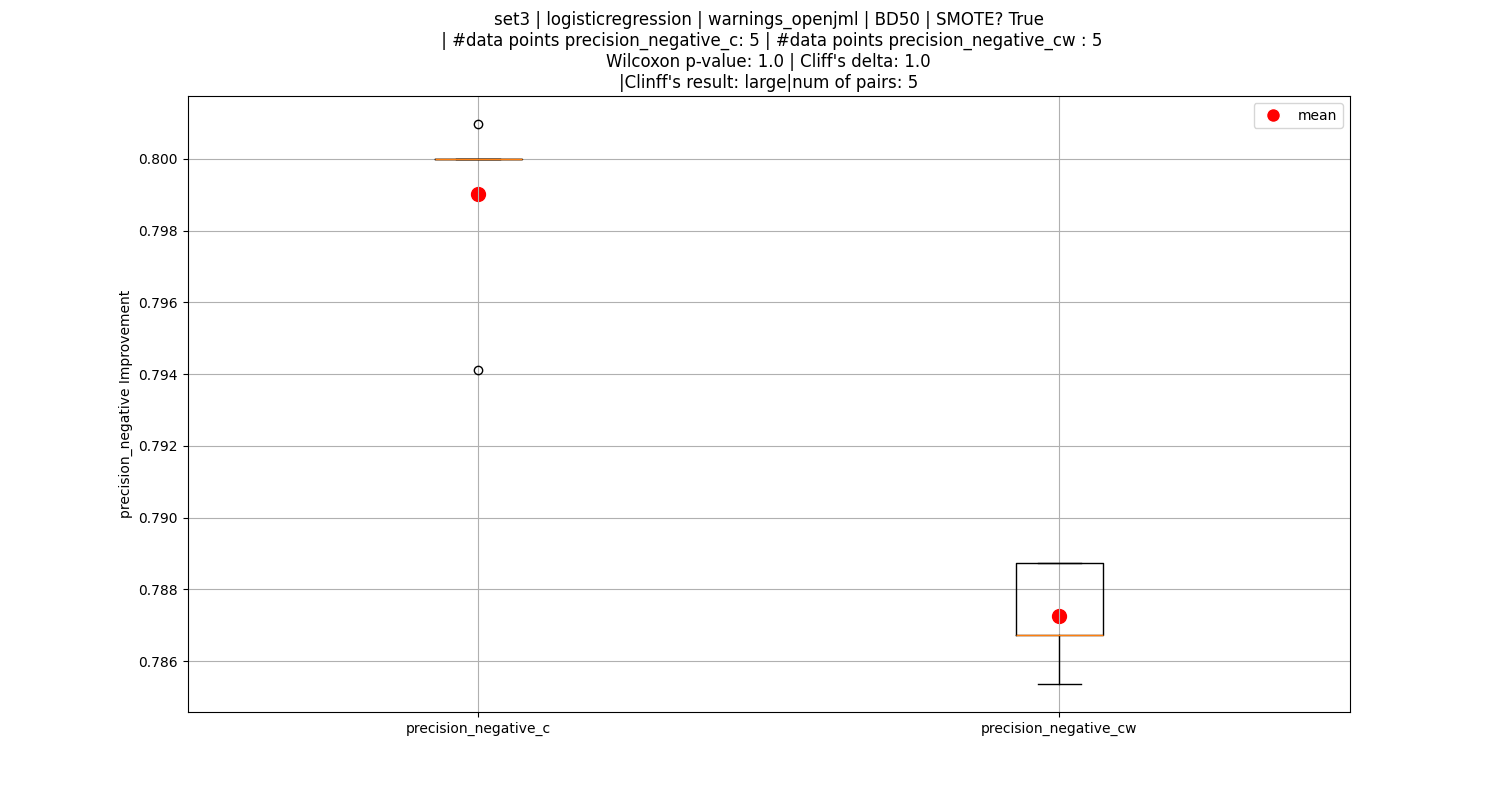 set3 | logisticregression | warnings_openjml | BD50 | SMOTE? True
| #data points precision_negative_c: 5 | #data points precision_negative_cw : 5
Wilcoxon p-value: 1.0 | Cliff's delta: 1.0
|Clinff's result: large|num of pairs: 5
mean
0.800
0.798
0.796
0.794
0.792
0.790
0.788
0.786
precision_negative Improvement
precision_negative_c
precision_negative_cw